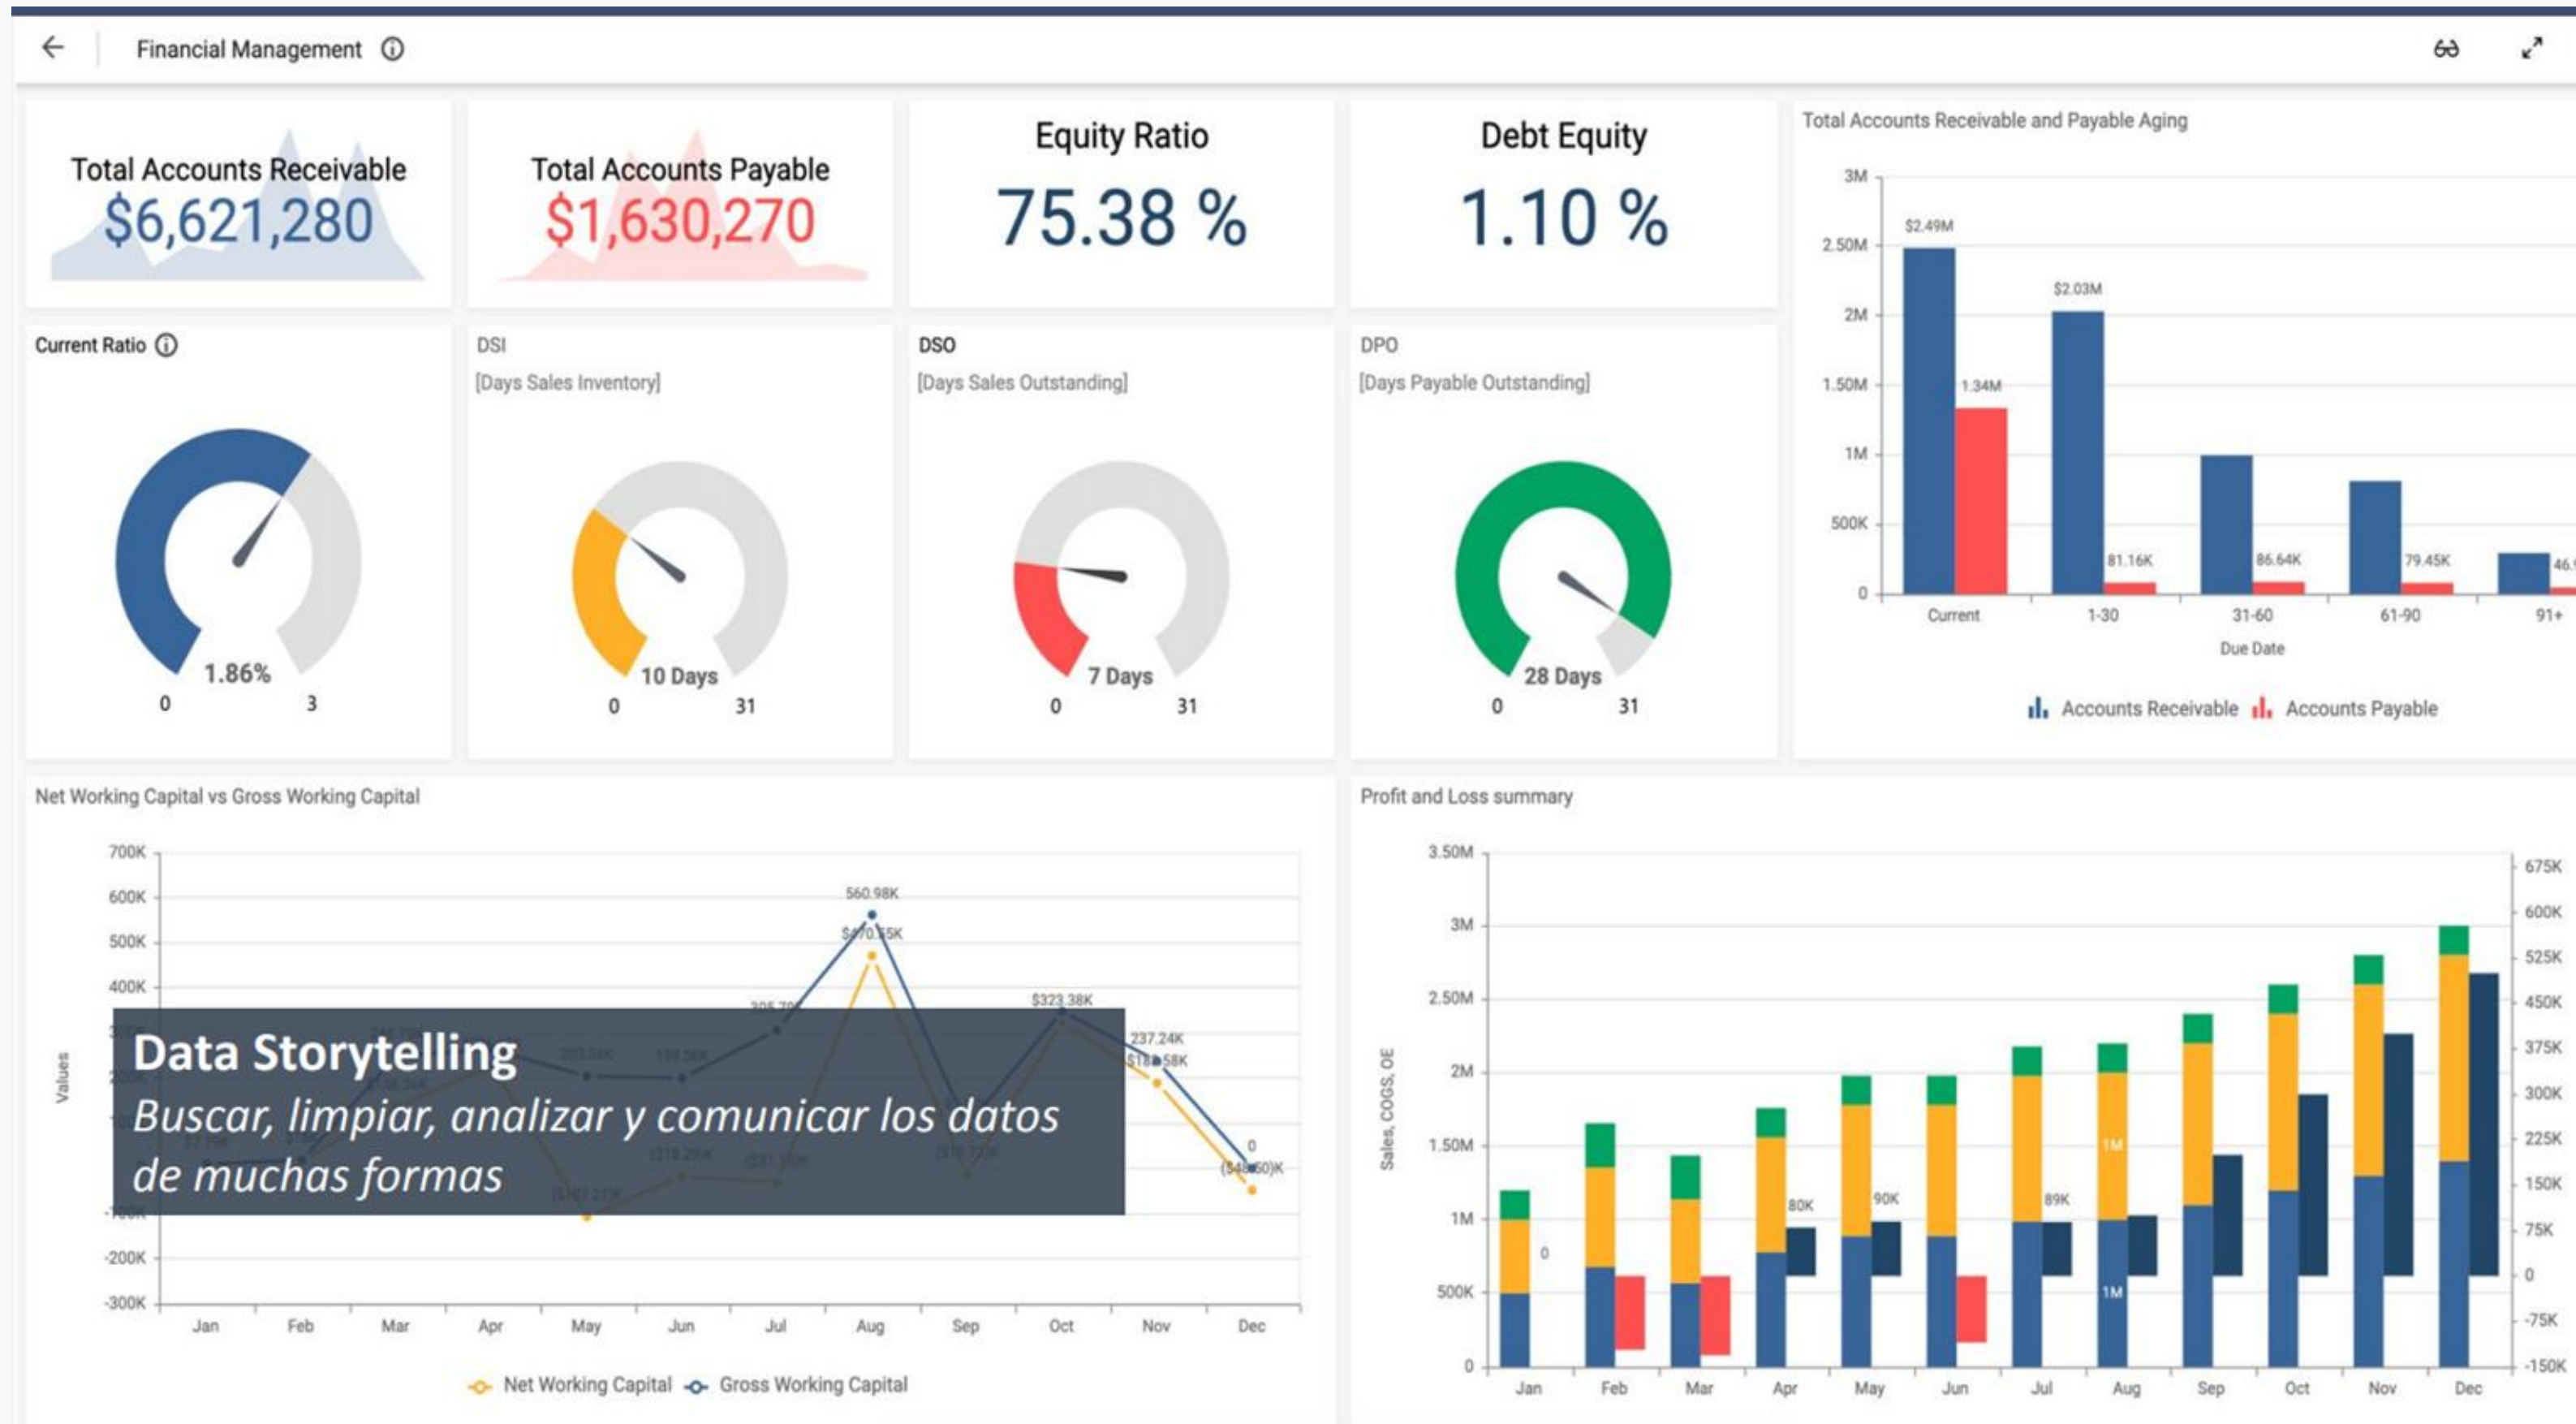 Financial Management
Total Accounts Receivable
$6,621,280
Total Accounts Payable
$1,630,270
Equity Ratio
75.38 %
Debt Equity
1.10 %
Current Ratio
1.86%
0
3
DSI
[Days Sales Inventory]
10 Days
0
31
DSO
[Days Sales Outstanding]
7 Days
0
31
DPO
[Days Payable Outstanding]
28 Days
0
31
Total Accounts Receivable and Payable Aging
3M
2.50M
2M
1.50M
1M
500K
0
$2.49M
1.34M
$2.03M
81.16K
86.64K
79.45K
Current
1-30
31-60
61-90
91+
Due Date
Accounts Receivable
Accounts Payable
Net Working Capital vs Gross Working Capital
700K
600K
500K
400K
-200K
-300K
Values
560.98K
$323.38K
237.24K
0
Data Storytelling
Buscar, limpiar, analizar y comunicar los datos
de muchas formas
Jan
Feb
Mar
Apr
May
Jun
Jul
Aug
Sep
Oct
Nov
Dec
Net Working Capital
Gross Working Capital
Profit and Loss summary
3.50M
3M
2.50M
2M
1.50M
1M
500K
0
Sales, COGS, OE
0
80K
90K
89K
1M
1M
675K
600K
525K
450K
375K
300K
225K
150K
75K
0
-75K
-150K
Jan
Feb
Mar
Apr
May
Jun
Jul
Aug
Sep
Oct
Nov
Dec